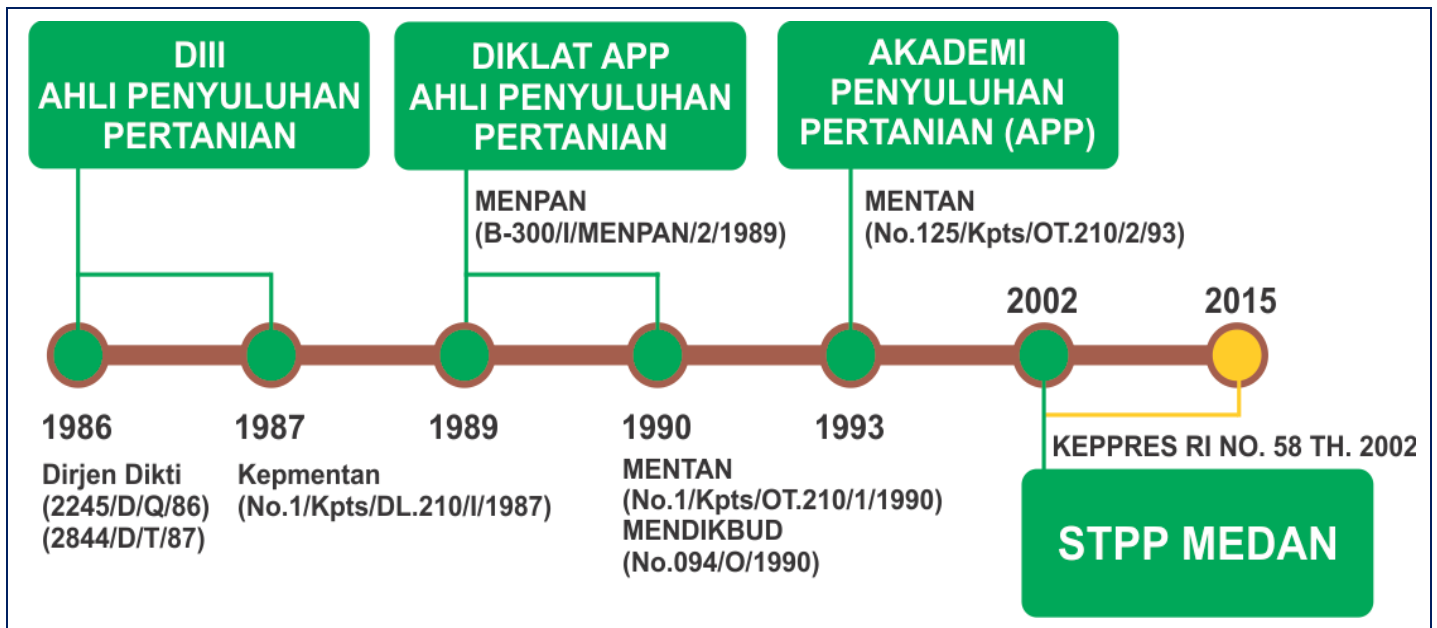 DIII
AHLI PENYULUHAN
PERTANIAN
DIKLAT APP
AHLI PENYULUHAN
PERTANIAN
AKADEMI
PENYULUHAN
PERTANIAN (APP)
MENPAN
(B-300/I/MENPAN/2/1989)
MENTAN
(No.125/Kpts/OT.210/2/93)
2002
2015
1986
Dirjen Dikti
(2245/D/Q/86)
(2844/D/T/87)
1987
Kepmentan
(No.1/Kpts/DL.210/I/1987)
1989
1990
MENTAN
(No.1/Kpts/OT.210/1/1990)
MENDIKBUD
(No.094/O/1990)
1993
KEPPRES RI NO. 58 TH. 2002
STPP MEDAN